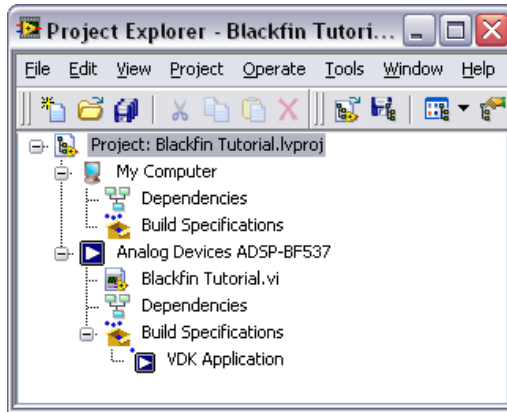 Project Explorer - Blackfin Tutori...
File Edit View Project Operate Tools Window Help
Project: Blackfin Tutorial.lvproj
My Computer
Dependencies
Build Specifications
Analog Devices ADSP-BF537
Blackfin Tutorial.vi
Dependencies
Build Specifications
VDK Application